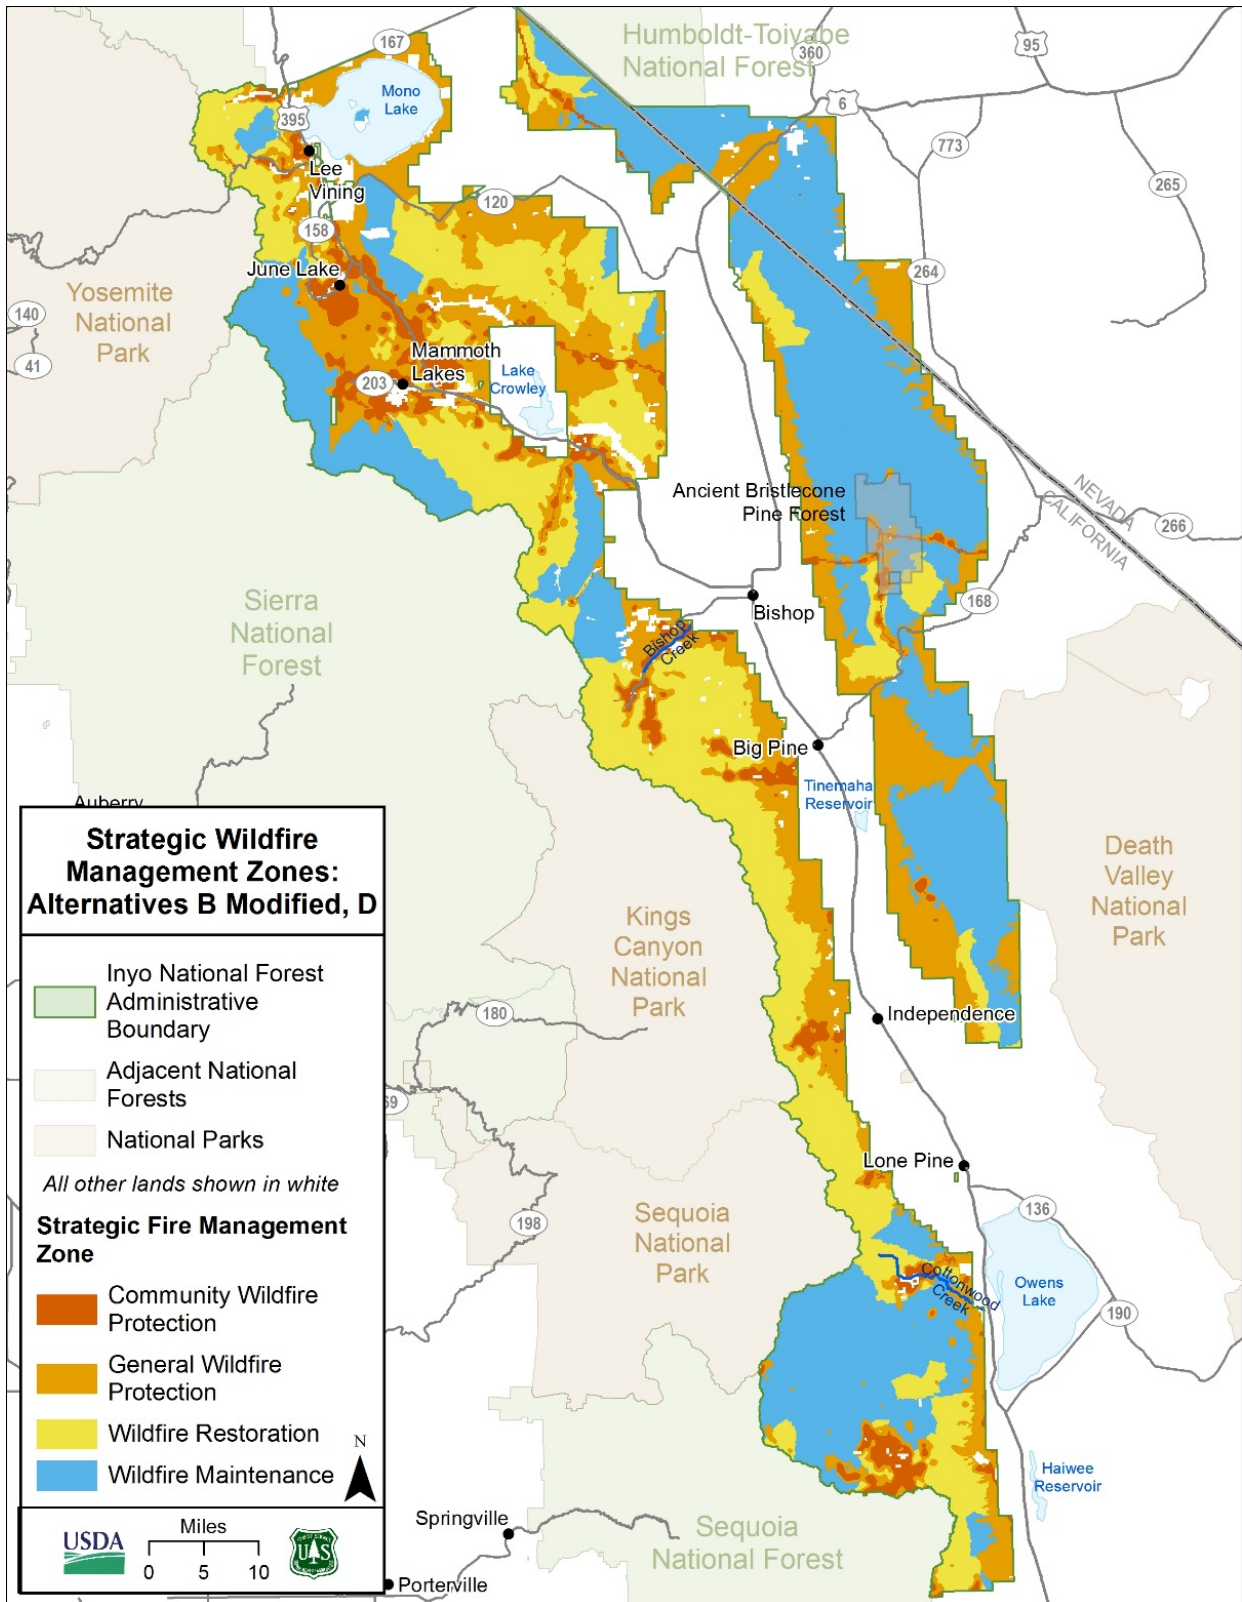 Humboldt-Toiyabe
National Forest
167
360
95
6
Mono
Lake
395
773
Lee
Vining
265
120
158
June Lake
264
Yosemite
National
Park
140
41
Mammoth
Lakes
203
Lake
Crowley
Ancient Bristlecone
Pine Forest
NEVADA
CALIFORNIA
266
Sierra
National
Forest
168
Bishop
Bishop
Creek
Big Pine
Tinemaha
Reservoir
Auberry
Death
Valley
National
Park
Kings
Canyon
National
Park
180
Independence
69
Lone Pine
198
Sequoia
National
Park
136
Cottonwood
Creek
Owens
Lake
190
Haiwee
Reservoir
Springville
Sequoia
National Forest
Porterville
Strategic Wildfire
Management Zones:
Alternatives B Modified, D
Inyo National Forest
Administrative
Boundary
Adjacent National
Forests
National Parks
All other lands shown in white
Strategic Fire Management
Zone
Community Wildfire
Protection
General Wildfire
Protection
Wildfire Restoration
Wildfire Maintenance
N
USDA
Miles
0 5 10
U S